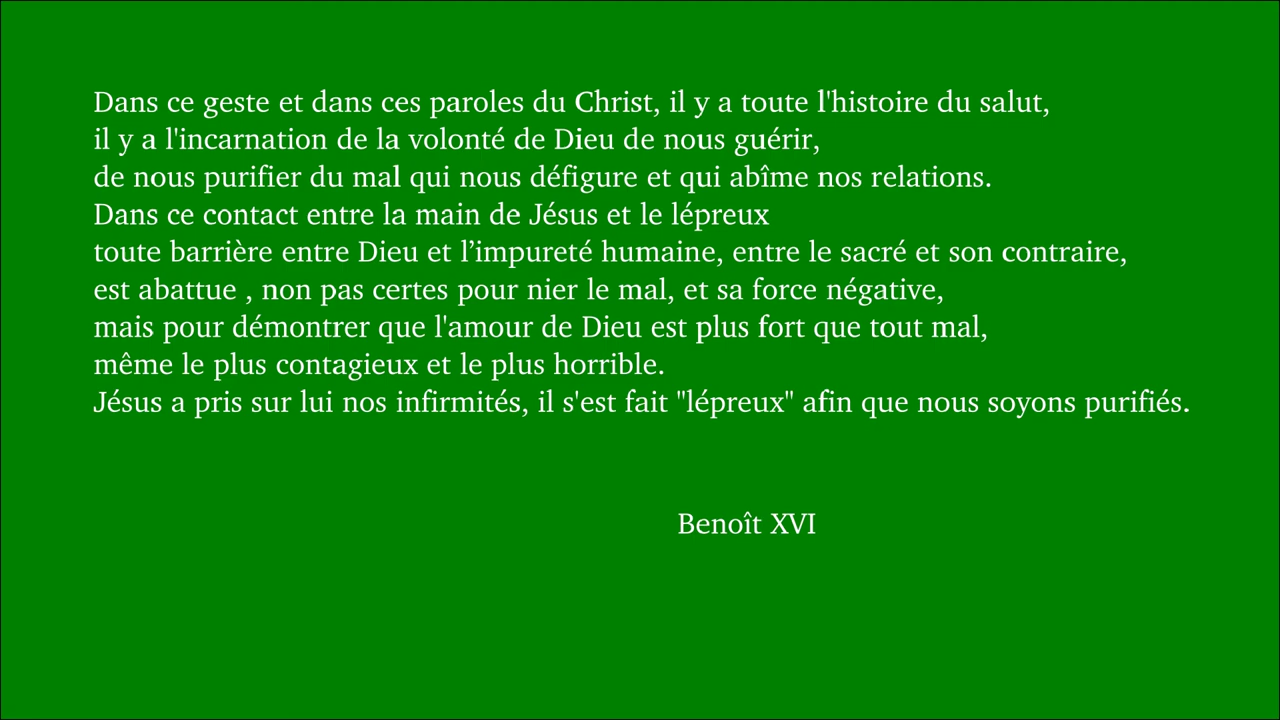 Dans ce geste et dans ces paroles du Christ, il y a toute l'histoire du salut,
il y a l'incarnation de la volonté de Dieu de nous guérir,
de nous purifier du mal qui nous défigure et qui abîme nos relations.
Dans ce contact entre la main de Jésus et le lépreux
toute barrière entre Dieu et l’impureté humaine, entre le sacré et son contraire,
est abattue , non pas certes pour nier le mal, et sa force négative,
mais pour démontrer que l'amour de Dieu est plus fort que tout mal,
même le plus contagieux et le plus horrible.
Jésus a pris sur lui nos infirmités, il s'est fait "lépreux" afin que nous soyons purifiés.
Benoît XVI